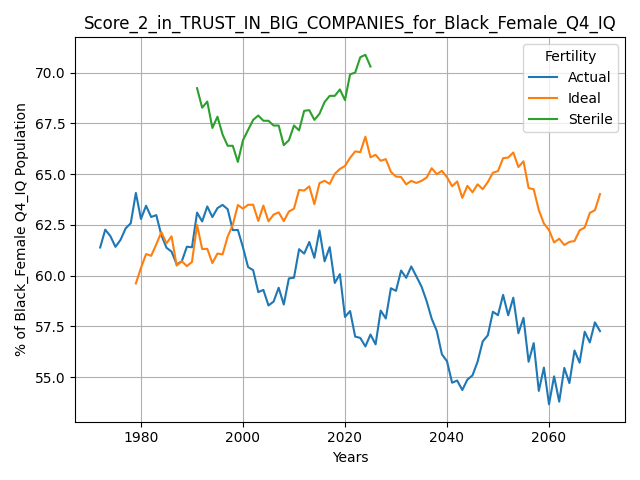 Score_2_in_TRUST_IN_BIG_COMPANIES_for_Black_Female_Q4_IQ
% of Black_Female Q4_IQ Population
70.0
67.5
65.0
62.5
60.0
57.5
55.0
Fertility
Actual
Ideal
Sterile
1980
2000
2020
2040
2060
Years